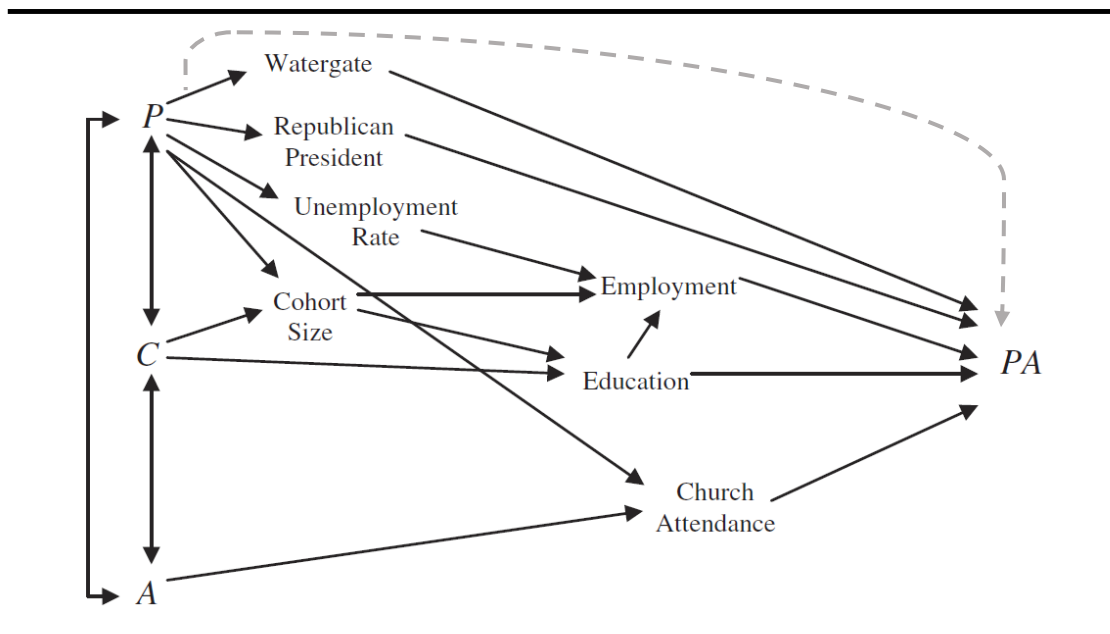 Watergate
P
Republican
President
Unemployment
Rate
Employment
Cohort
Size
C
PA
Education
Church
Attendance
A